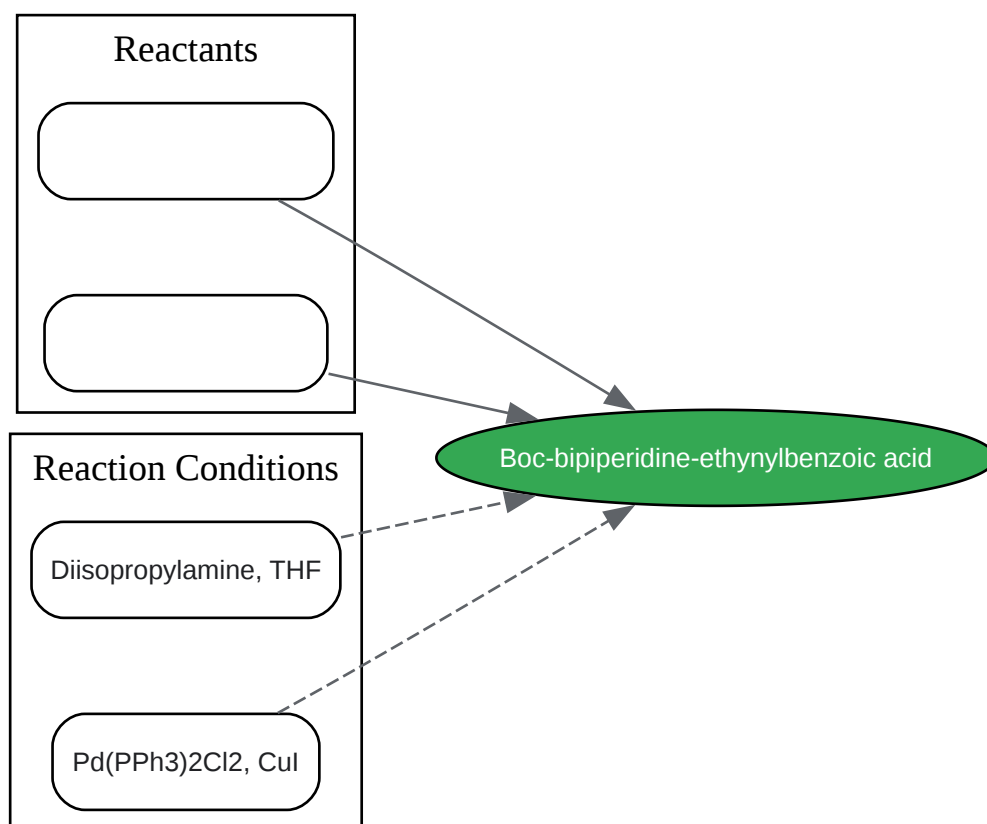 Reactants
Boc-bipiperidine-ethynylbenzoic acid
Reaction Conditions
Diisopropylamine, THF
Pd(PPh3)2Cl2, CuI